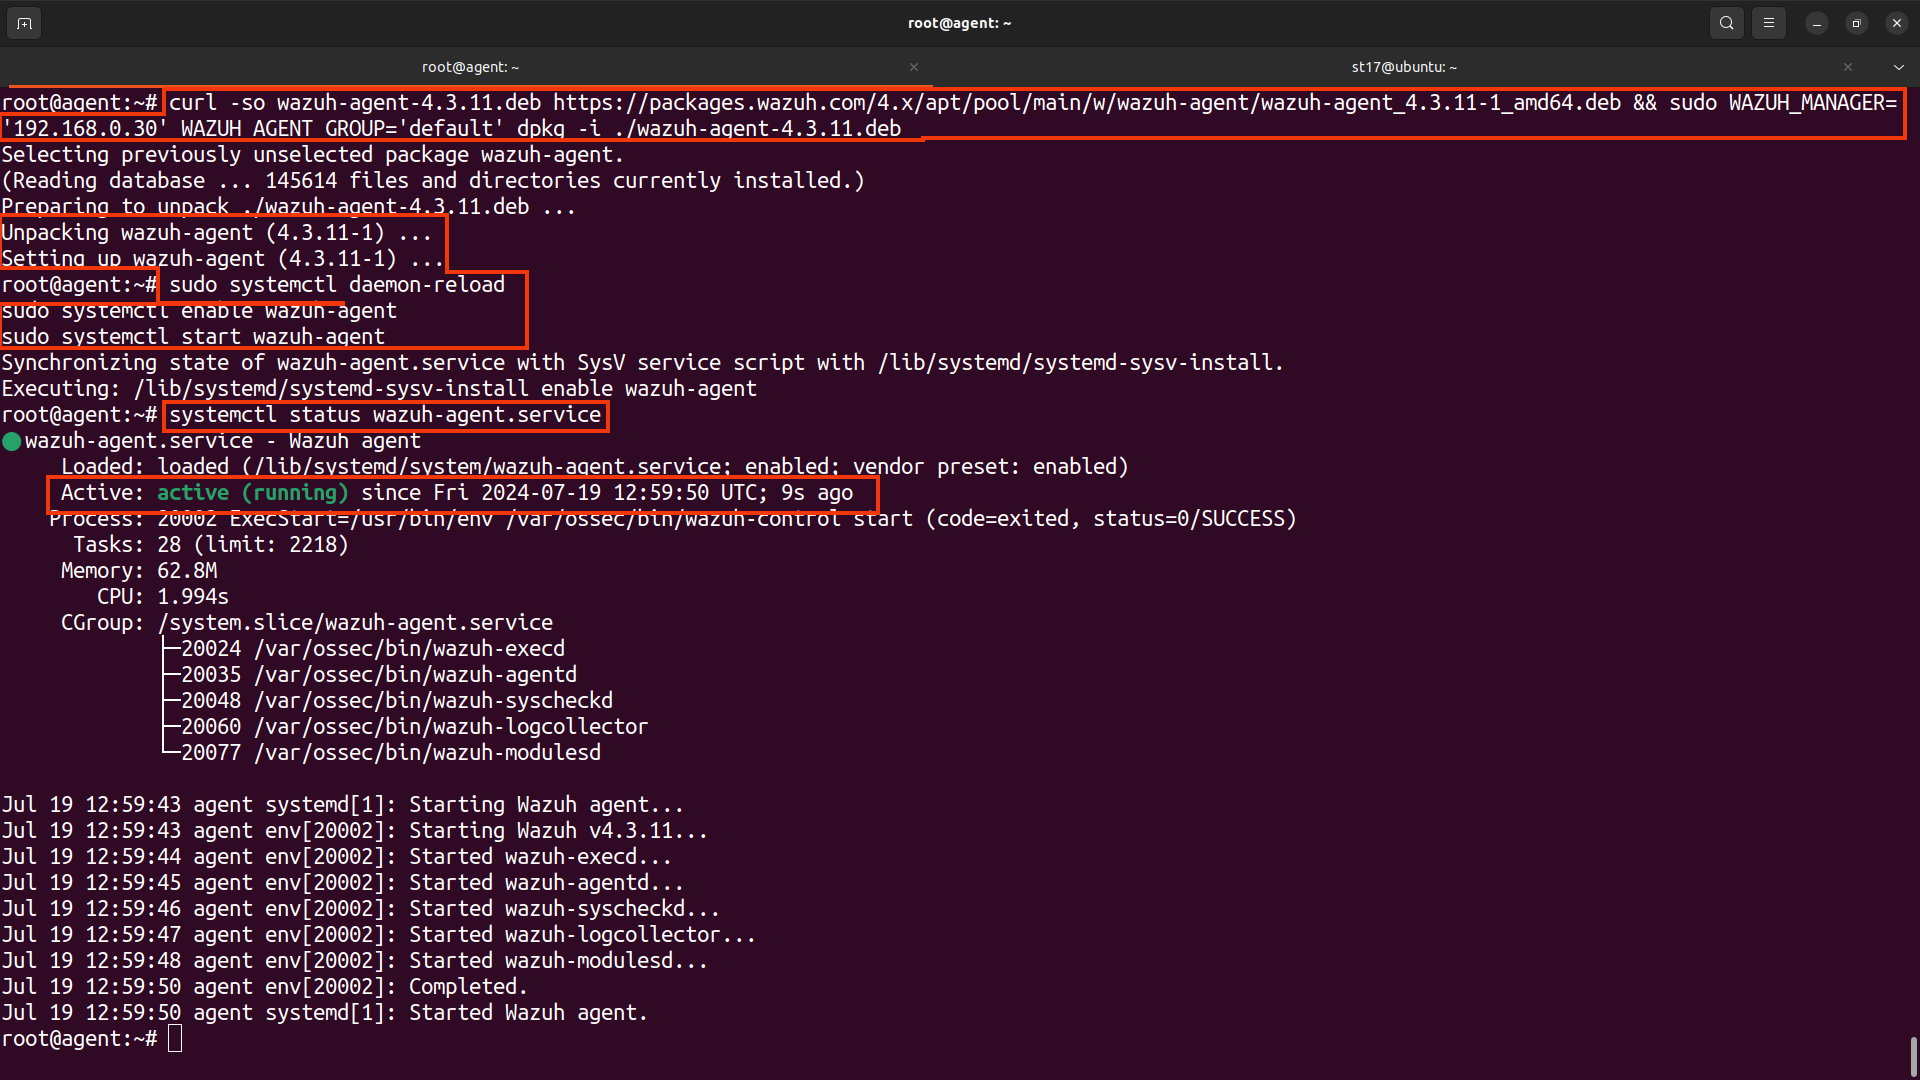 root@agent: ~
root@agent: ~
st17@ubuntu: ~
root@agent:~# curl -so wazuh-agent-4.3.11.deb https://packages.wazuh.com/4.x/apt/pool/main/w/wazuh-agent/wazuh-agent_4.3.11-1_amd64.deb && sudo WAZUH_MANAGER=
'192.168.0.30' WAZUH_AGENT_GROUP='default' dpkg -i ./wazuh-agent-4.3.11.deb
Selecting previously unselected package wazuh-agent.
(Reading database ... 145614 files and directories currently installed.)
Preparing to unpack ./wazuh-agent-4.3.11.deb ...
Unpacking wazuh-agent (4.3.11-1) ...
Setting up wazuh-agent (4.3.11-1) ...
root@agent:~# sudo systemctl daemon-reload
sudo systemctl enable wazuh-agent
sudo systemctl start wazuh-agent
Synchronizing state of wazuh-agent.service with SysV service script with /lib/systemd/systemd-sysv-install.
Executing: /lib/systemd/systemd-sysv-install enable wazuh-agent
root@agent:~# systemctl status wazuh-agent.service
● wazuh-agent.service - Wazuh agent
     Loaded: loaded (/lib/systemd/system/wazuh-agent.service; enabled; vendor preset: enabled)
     Active: active (running) since Fri 2024-07-19 12:59:50 UTC; 9s ago
    Process: 20002 ExecStart=/usr/bin/env /var/ossec/bin/wazuh-control start (code=exited, status=0/SUCCESS)
      Tasks: 28 (limit: 2218)
     Memory: 62.8M
        CPU: 1.994s
     CGroup: /system.slice/wazuh-agent.service
             ├─20024 /var/ossec/bin/wazuh-execd
             ├─20035 /var/ossec/bin/wazuh-agentd
             ├─20048 /var/ossec/bin/wazuh-syscheckd
             ├─20060 /var/ossec/bin/wazuh-logcollector
             └─20077 /var/ossec/bin/wazuh-modulesd
Jul 19 12:59:43 agent systemd[1]: Starting Wazuh agent...
Jul 19 12:59:43 agent env[20002]: Starting Wazuh v4.3.11...
Jul 19 12:59:44 agent env[20002]: Started wazuh-execd...
Jul 19 12:59:45 agent env[20002]: Started wazuh-agentd...
Jul 19 12:59:46 agent env[20002]: Started wazuh-syscheckd...
Jul 19 12:59:47 agent env[20002]: Started wazuh-logcollector...
Jul 19 12:59:48 agent env[20002]: Started wazuh-modulesd...
Jul 19 12:59:50 agent env[20002]: Completed.
Jul 19 12:59:50 agent systemd[1]: Started Wazuh agent.
root@agent:~#